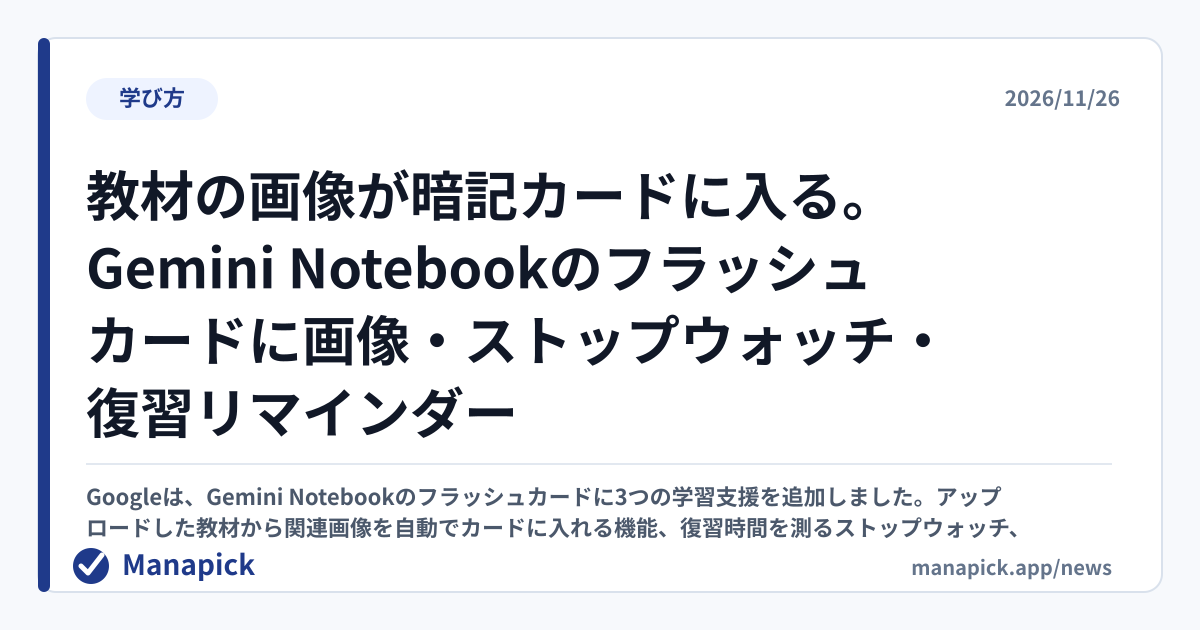 学び方
2026/11/26
教材の画像が暗記カードに入る。
Gemini Notebookのフラッシュ
カードに画像・ストップウォッチ・
復習リマインダー
Googleは、Gemini Notebookのフラッシュカードに3つの学習支援を追加しました。アップ
ロードした教材から関連画像を自動でカードに入れる機能、復習時間を測るストップウォッチ、
Manapick
manapick.app/news